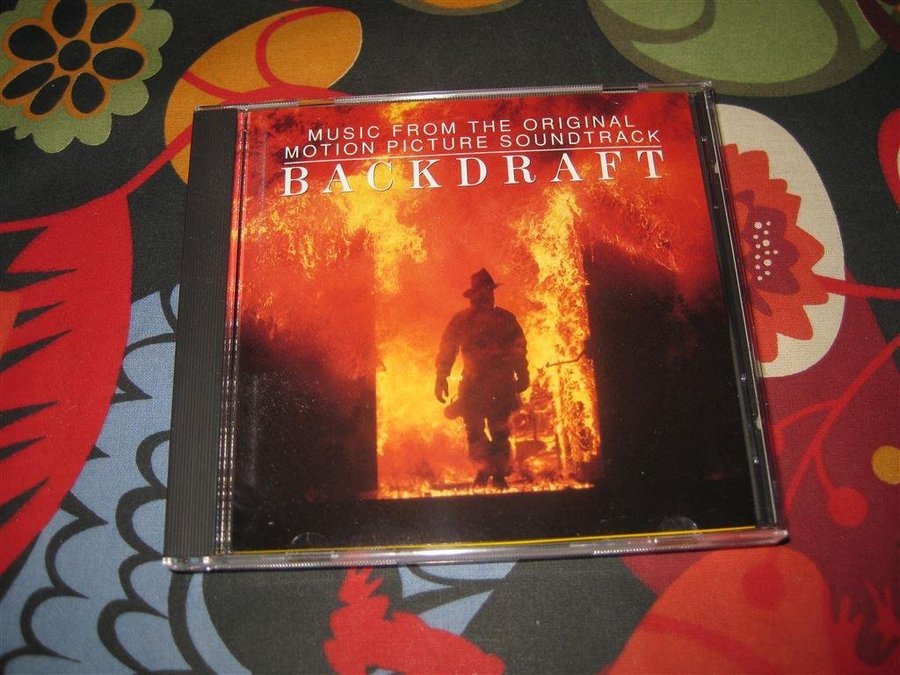 MUSIC FROM THE ORIGINAL
MOTION PICTURE SOUNDTRACK
BACKDRAFT